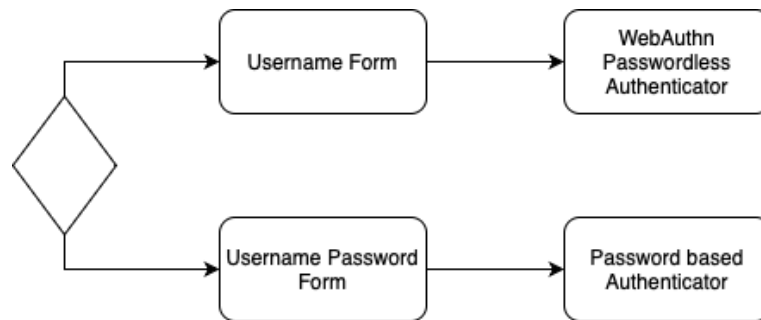 Username Form
WebAuthn
Passwordless
Authenticator
Username Password
Form
Password based
Authenticator